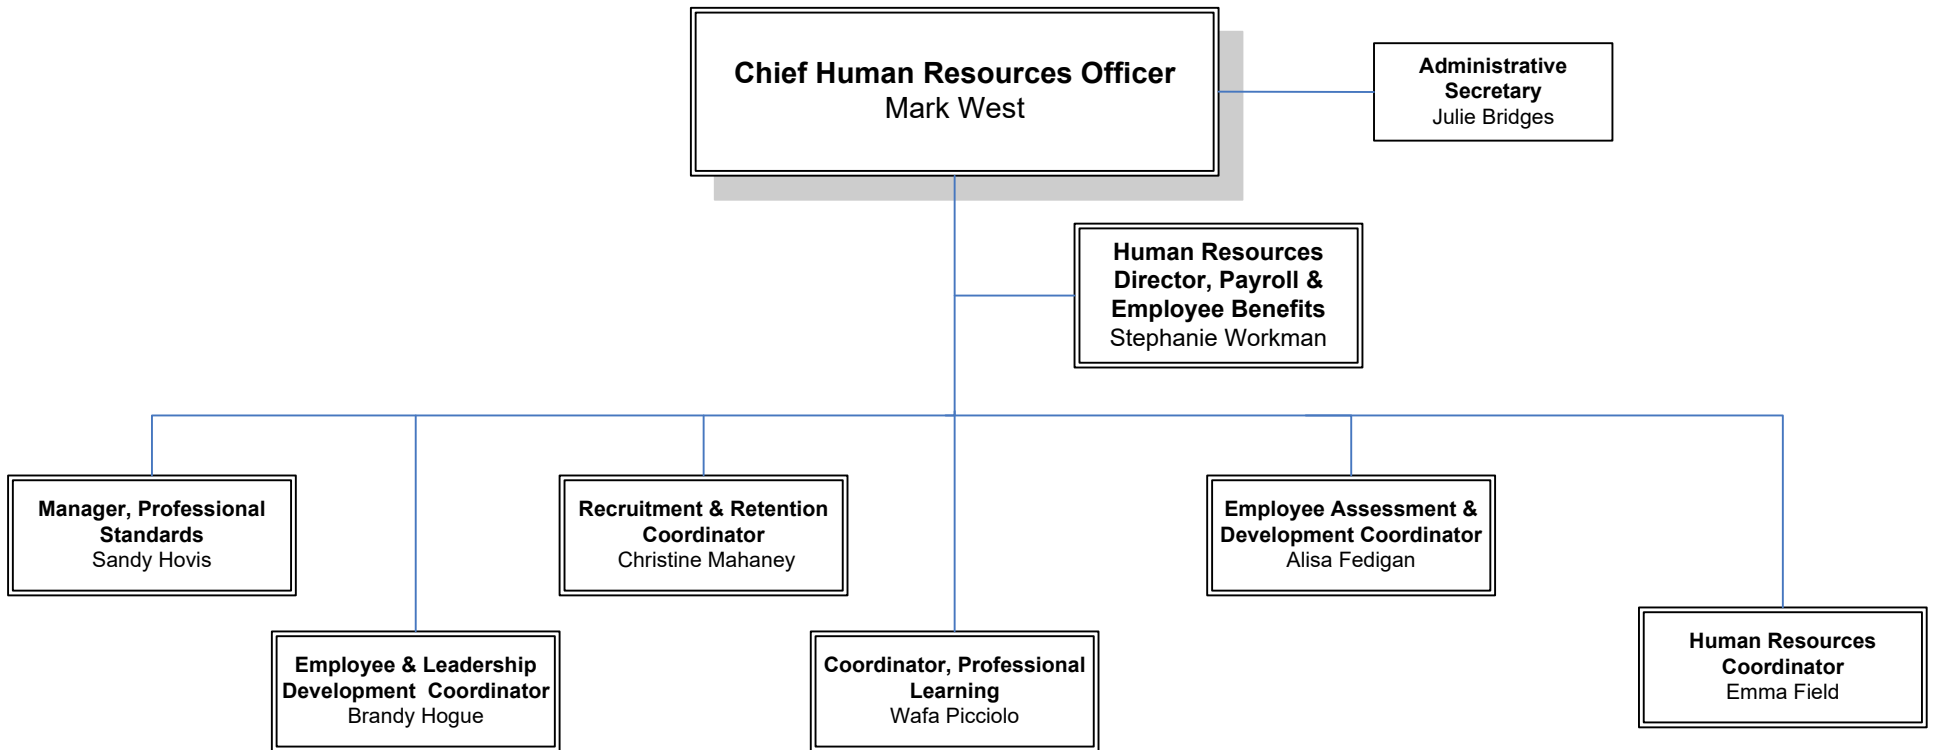 Chief Human Resources Officer
Mark West
Administrative
Secretary
Julie Bridges
Human Resources
Director, Payroll &
Employee Benefits
Stephanie Workman
Manager, Professional
Standards
Sandy Hovis
Recruitment & Retention
Coordinator
Christine Mahaney
Employee Assessment &
Development Coordinator
Alisa Fedigan
Employee & Leadership
Development  Coordinator
Brandy Hogue
Coordinator, Professional
Learning
Wafa Picciolo
Human Resources
Coordinator
Emma Field